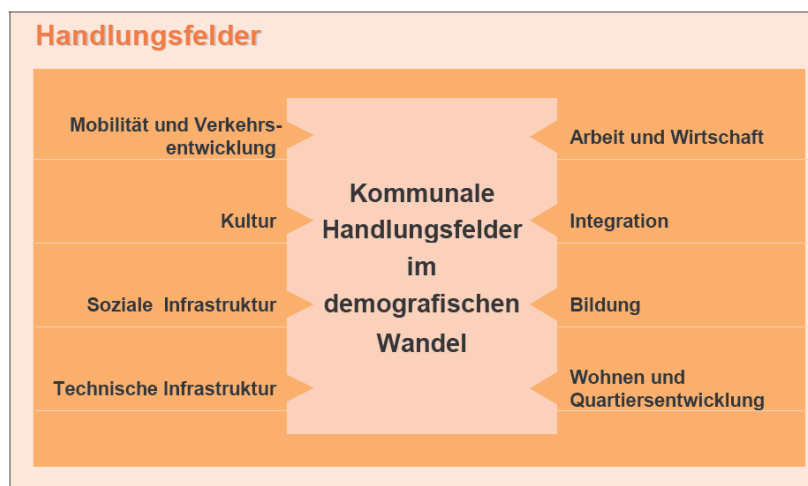 Handlungsfelder
Mobilität und Verkehrs-
entwicklung
Kultur
Soziale Infrastruktur
Technische Infrastruktur
Kommunale
Handlungsfelder
im
demografischen
Wandel
Arbeit und Wirtschaft
Integration
Bildung
Wohnen und
Quartiersentwicklung